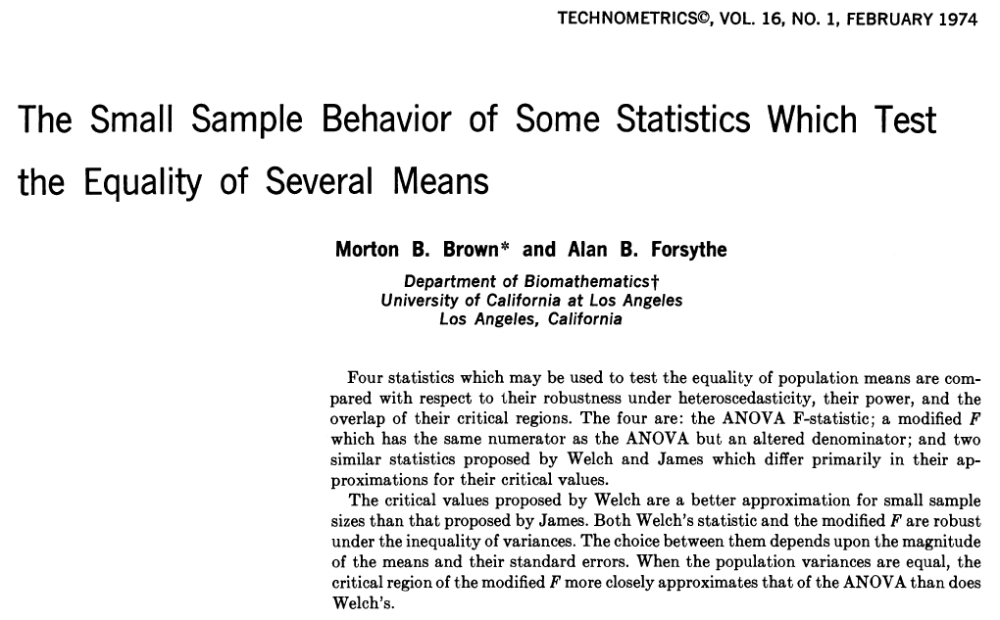 TECHNOMETRICS©, VOL. 16, NO. 1, FEBRUARY 1974
The Small Sample Behavior of Some Statistics Which Test
the Equality of Several Means
Morton B. Brown* and Alan B. Forsythe
Department of Biomathematics†
University of California at Los Angeles
Los Angeles, California
Four statistics which may be used to test the equality of population means are com-
pared with respect to their robustness under heteroscedasticity, their power, and the
overlap of their critical regions. The four are: the ANOVA F-statistic; a modified F
which has the same numerator as the ANOVA but an altered denominator; and two
similar statistics proposed by Welch and James which differ primarily in their ap-
proximations for their critical values.
The critical values proposed by Welch are a better approximation for small sample
sizes than that proposed by James. Both Welch's statistic and the modified F are robust
under the inequality of variances. The choice between them depends upon the magnitude
of the means and their standard errors. When the population variances are equal, the
critical region of the modified F more closely approximates that of the ANOVA than does
Welch's.